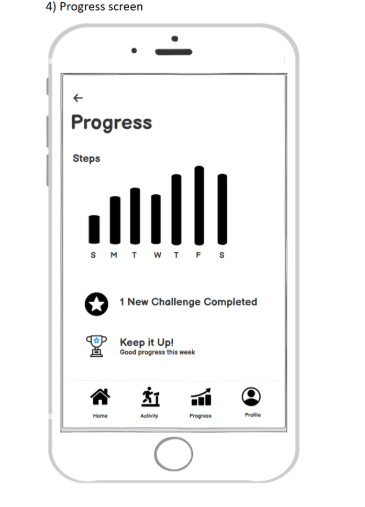 4) Progress screen
Progress
Steps
S M T W T F S
1 New Challenge Completed
Keep it Up!
Good progress this week
Home Activity Progress Profile